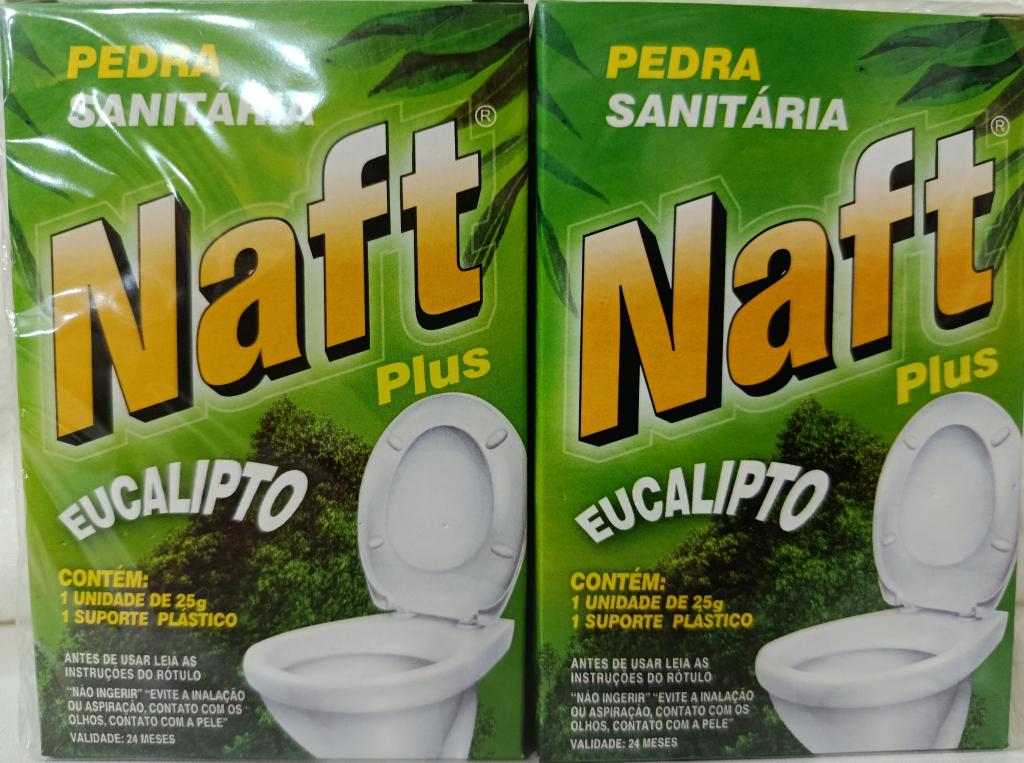 PEDRA
SANITÁRIA
Naft®
Plus
EUCALIPTO
CONTÉM:
1 UNIDADE DE 25g
1 SUPORTE PLÁSTICO
ANTES DE USAR LEIA AS
INSTRUÇÕES DO RÓTULO
"NÃO INGERIR" "EVITE A INALAÇÃO
OU ASPIRAÇÃO, CONTATO COM OS
OLHOS, CONTATO COM A PELE"
VALIDADE: 24 MESES
PEDRA
SANITÁRIA
Naft®
Plus
EUCALIPTO
CONTÉM:
1 UNIDADE DE 25g
1 SUPORTE PLÁSTICO
ANTES DE USAR LEIA AS
INSTRUÇÕES DO RÓTULO
"NÃO INGERIR" "EVITE A INALAÇÃO
OU ASPIRAÇÃO, CONTATO COM OS
OLHOS, CONTATO COM A PELE"
VALIDADE: 24 MESES